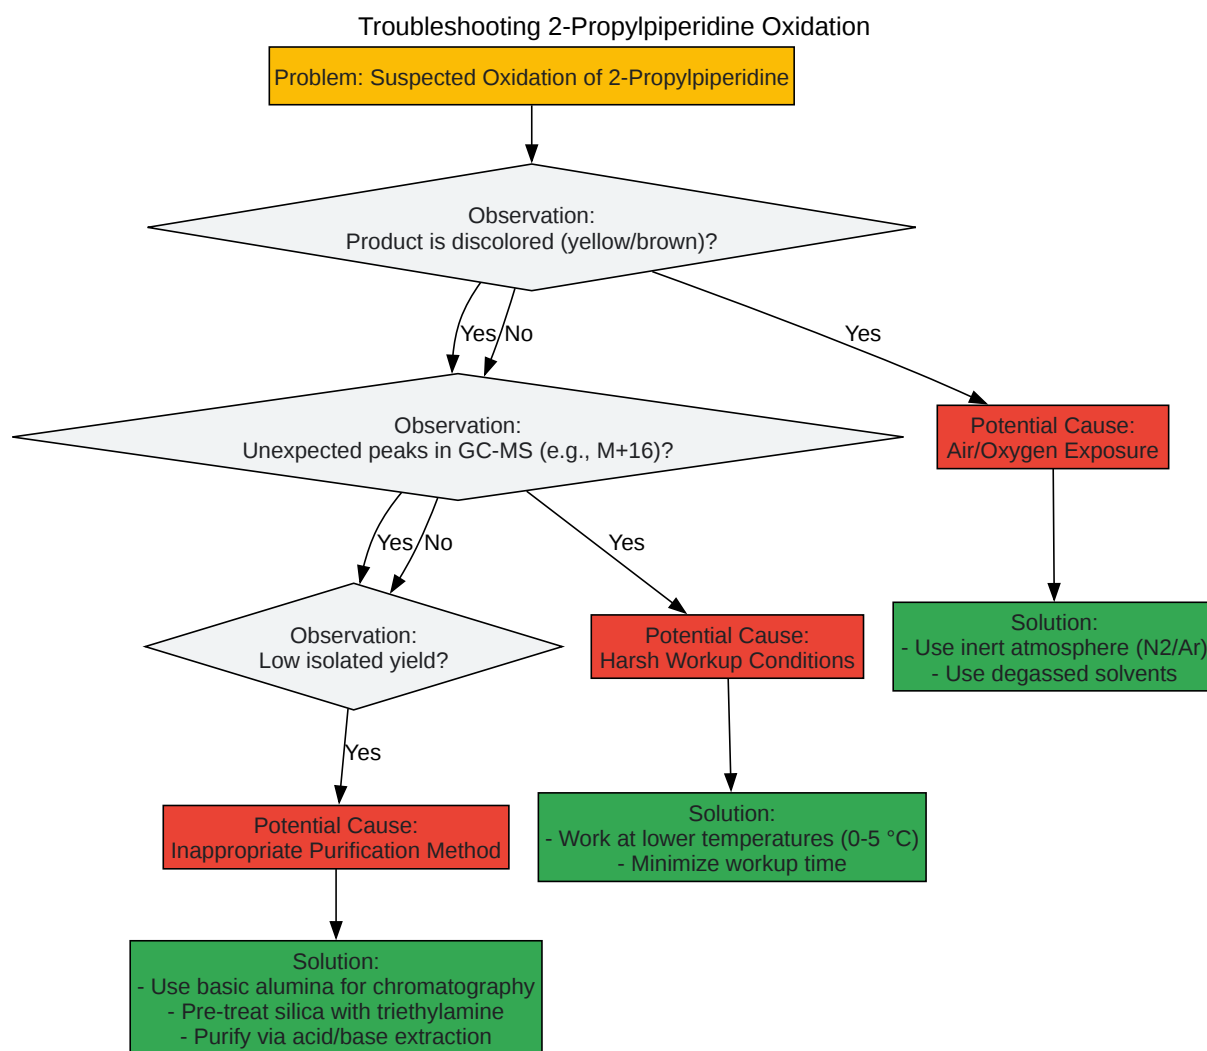 Troubleshooting 2-Propylpiperidine Oxidation
Problem: Suspected Oxidation of 2-Propylpiperidine
Observation:
Product is discolored (yellow/brown)?
Yes
No
Yes
Observation:
Unexpected peaks in GC-MS (e.g., M+16)?
Potential Cause:
Air/Oxygen Exposure
Yes
No
Yes
Observation:
Low isolated yield?
Potential Cause:
Harsh Workup Conditions
Solution:
- Use inert atmosphere (N2/Ar)
- Use degassed solvents
Yes
Potential Cause:
Inappropriate Purification Method
Solution:
- Work at lower temperatures (0-5 °C)
- Minimize workup time
Solution:
- Use basic alumina for chromatography
- Pre-treat silica with triethylamine
- Purify via acid/base extraction